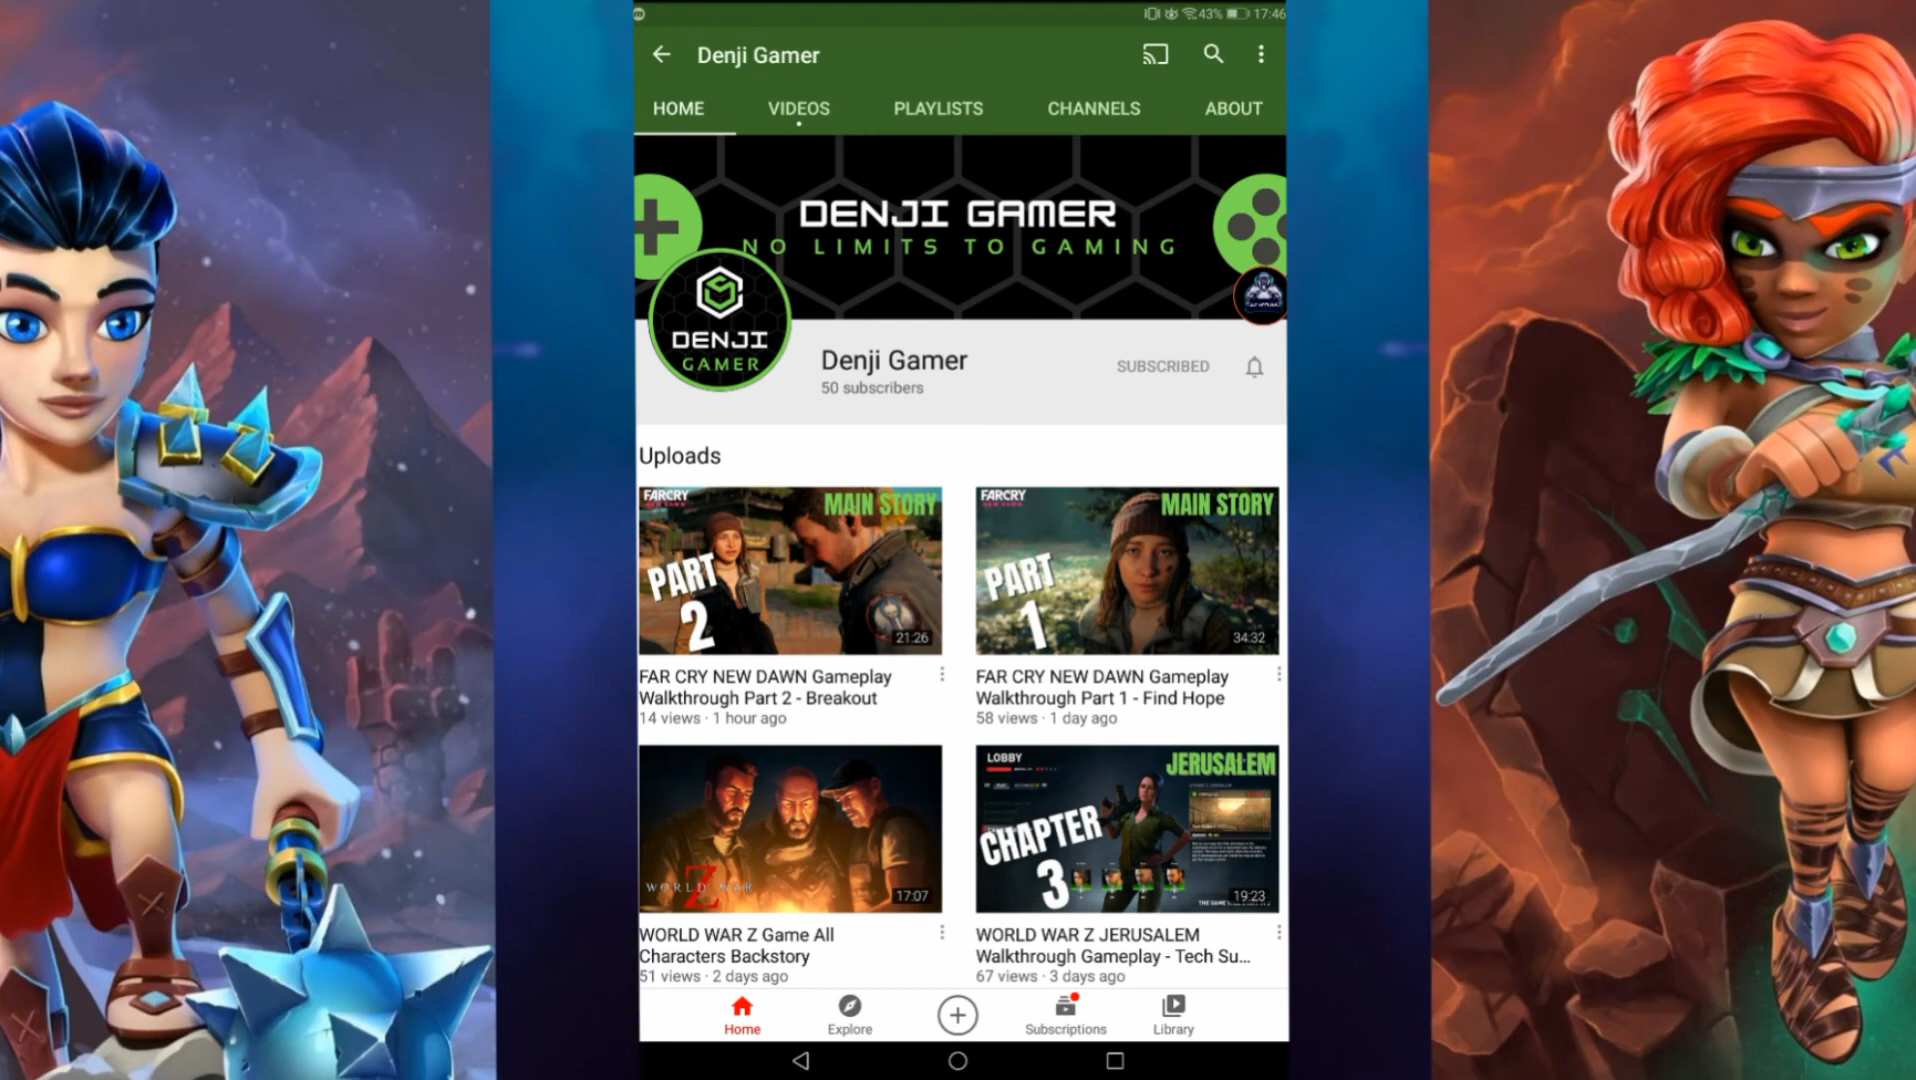 43% 17:46
Denji Gamer
HOME VIDEOS PLAYLISTS CHANNELS ABOUT
DENJI GAMER
NO LIMITS TO GAMING
DENJI
GAMER
Denji Gamer
50 subscribers
SUBSCRIBED
Uploads
FARCRY
NEW DAWN
MAIN STORY
PART
2
21:26
FARCRY
NEW DAWN
MAIN STORY
PART
1
34:32
FAR CRY NEW DAWN Gameplay
Walkthrough Part 2 - Breakout
14 views · 1 hour ago
FAR CRY NEW DAWN Gameplay
Walkthrough Part 1 - Find Hope
58 views · 1 day ago
WORLD WAR
Z
17:07
LOBBY
JERUSALEM
CHAPTER
3
19:23
WORLD WAR Z Game All
Characters Backstory
51 views · 2 days ago
WORLD WAR Z JERUSALEM
Walkthrough Gameplay - Tech Su...
67 views · 3 days ago
Home Explore Subscriptions Library